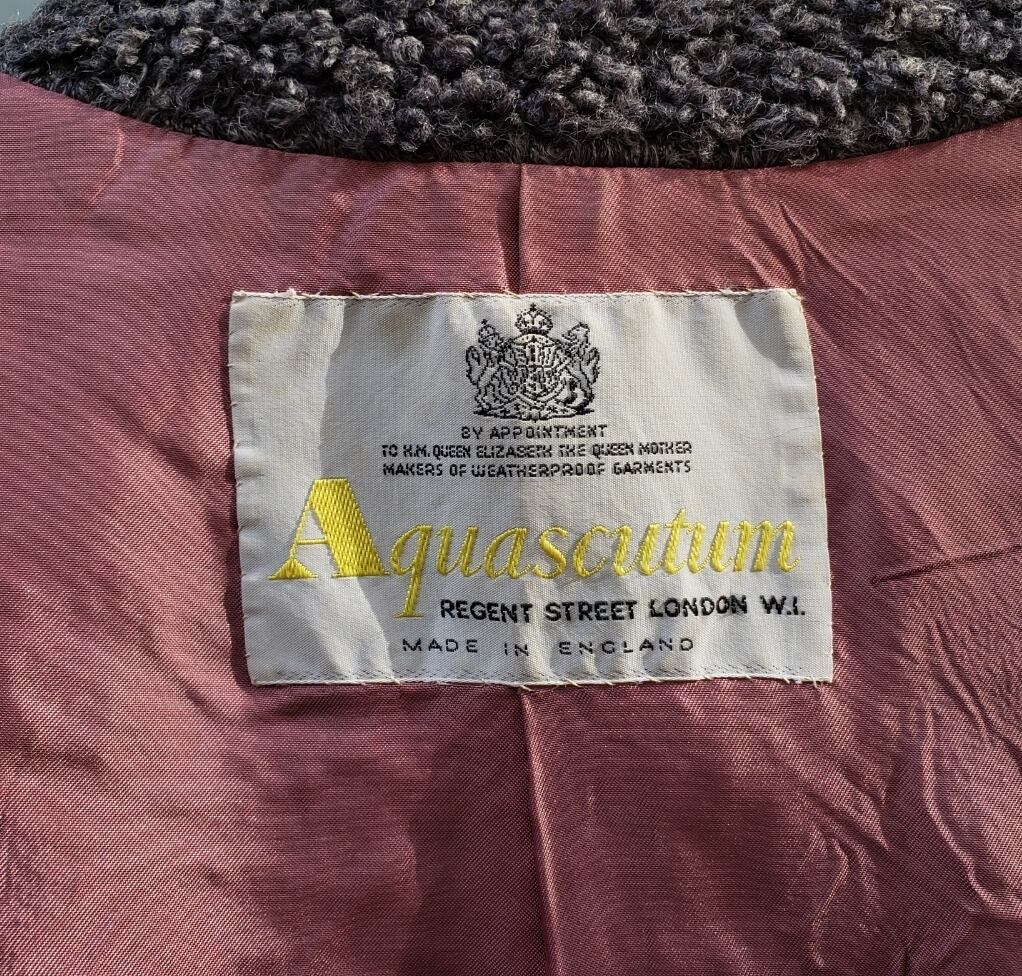 BY APPOINTMENT
TO H.M. QUEEN ELIZABETH THE QUEEN MOTHER
MAKERS OF WEATHERPROOF GARMENTS
Aquascutum
REGENT STREET LONDON W.I.
MADE IN ENGLAND